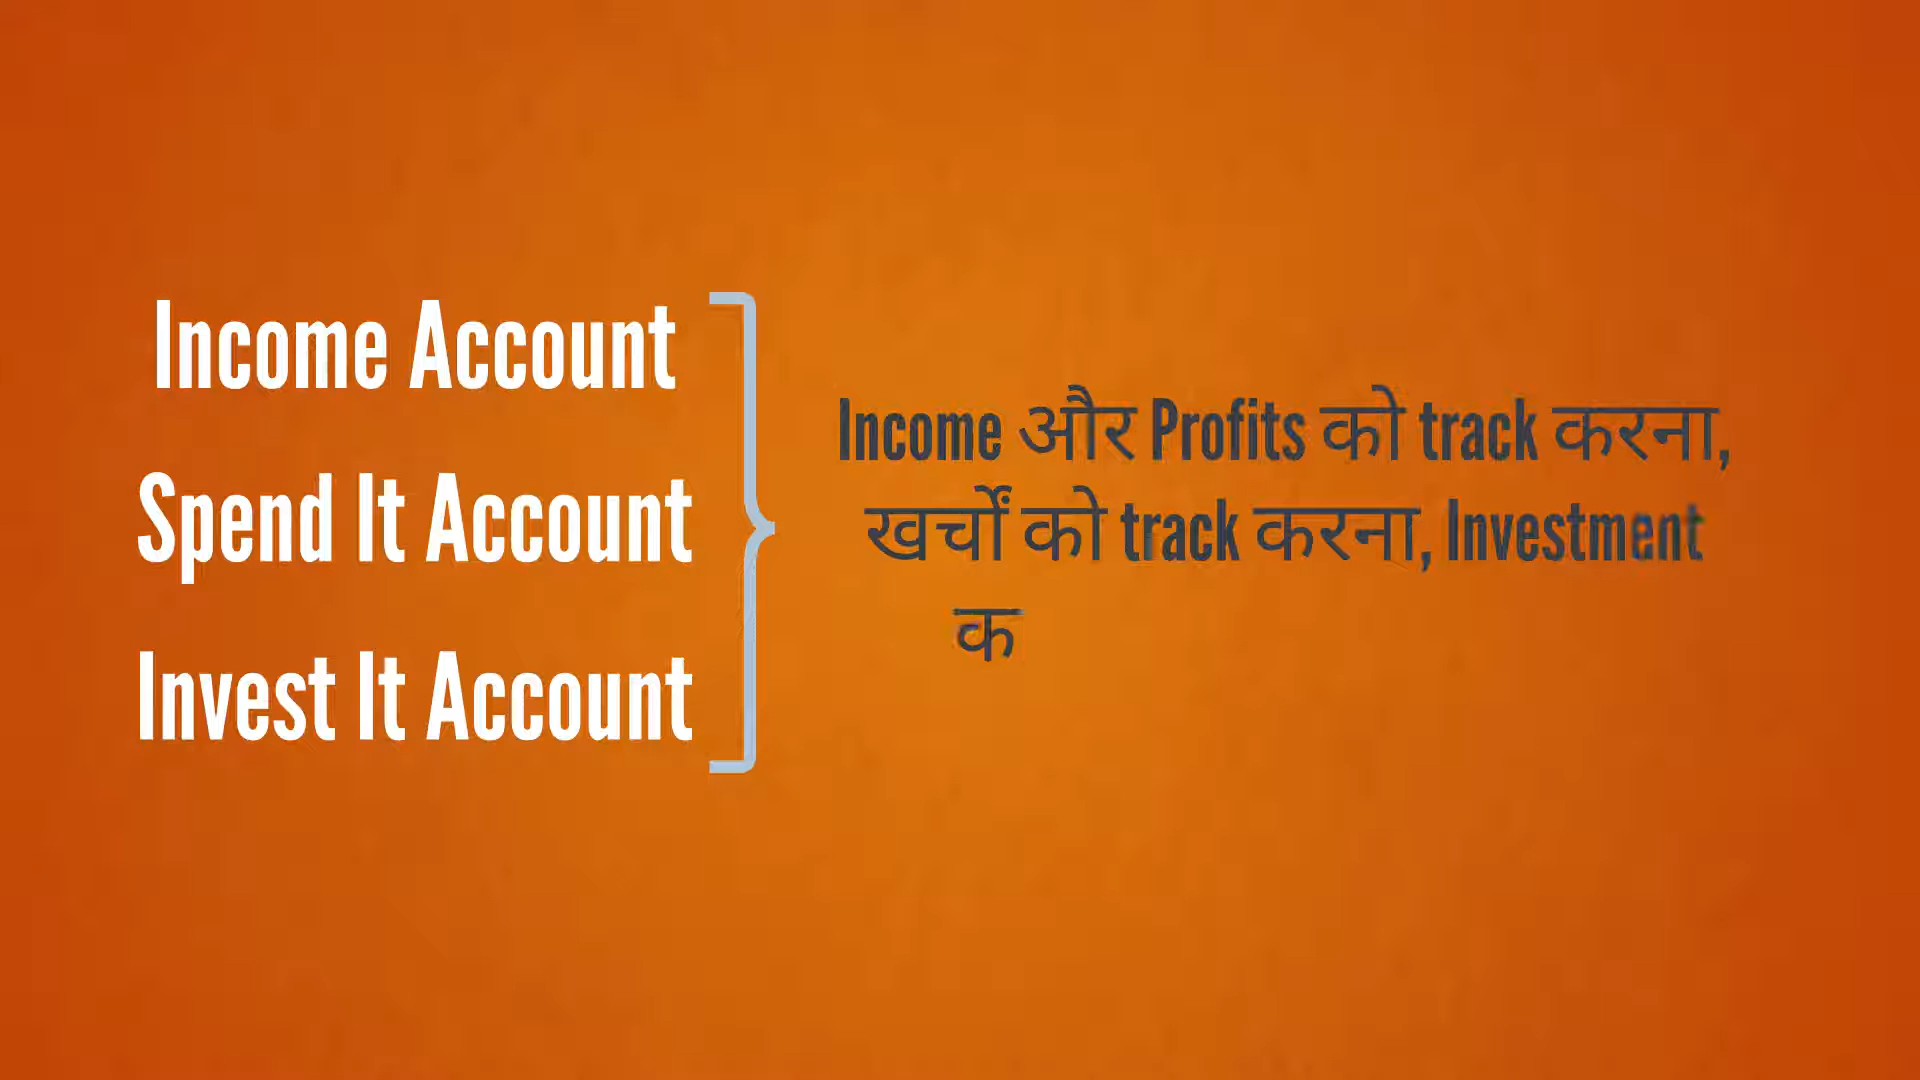 Income Account
Spend It Account
Invest It Account
Income और Profits को track करना,
खर्चों को track करना, Investment
क